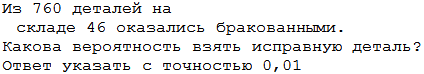 Из 760 деталей на
складе 46 оказались бракованными.
Какова вероятность взять исправную деталь?
Ответ указать с точностью 0,01